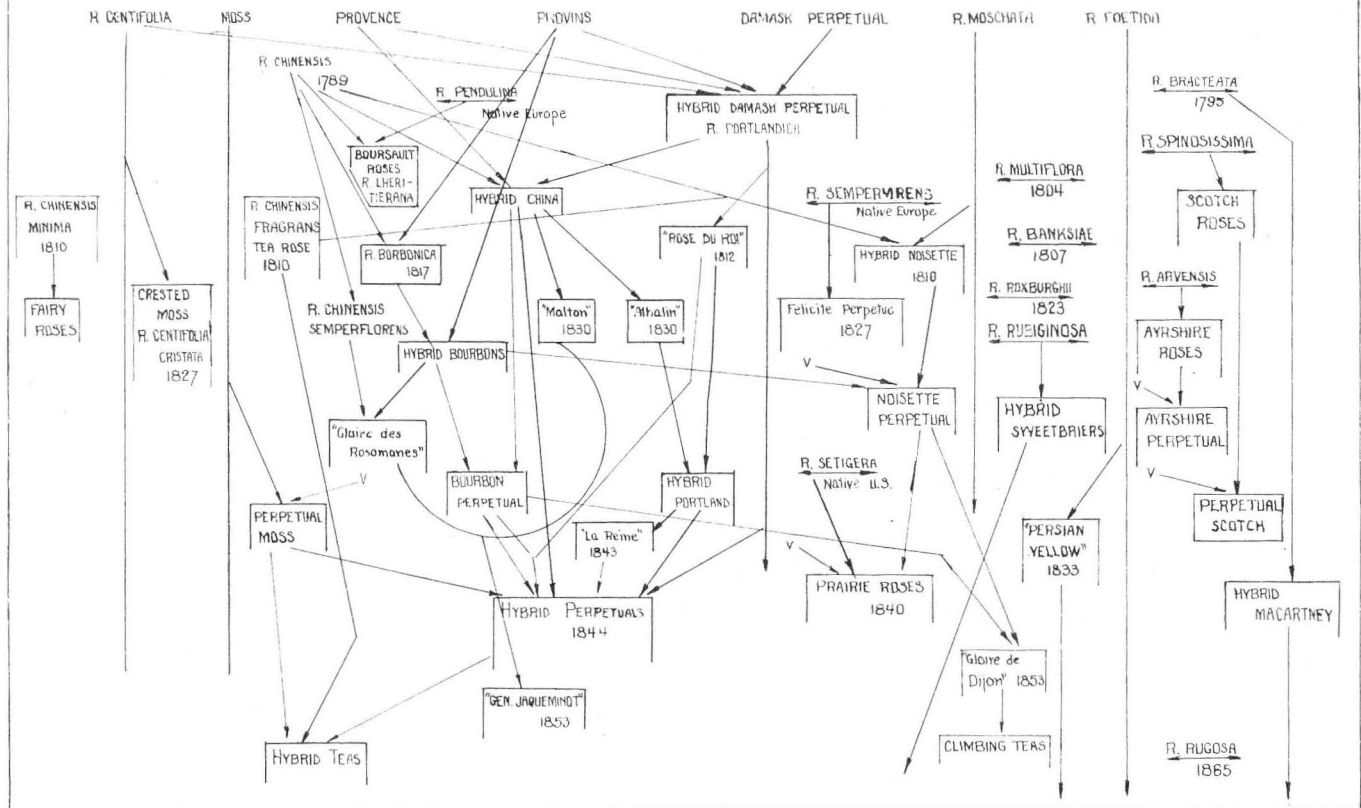 R. CENTIFOLIA
MOSS
PROVENCE
PROVINS
DAMASK PERPETUAL
R. MOSCHATA
R FOETIDA
R. CHINENSIS
1789
R. PENDULINA
Native Europe
HYBRID DAMASK PERPETUAL
R. PORTLANDICA
R. BRACTEATA
1795
R. SPINOSISSIMA
BOURSAULT
ROSES
R. LHERI-
TIERANA
R. MULTIFLORA
1804
R. CHINENSIS
MINIMA
1810
R. CHINENSIS
FRAGRANS
TEA ROSE
1810
HYBRID CHINA
R. SEMPERVIRENS
Native Europe
SCOTCH
ROSES
R. BORBONICA
1817
"ROSE DU ROI"
1812
HYBRID NOISETTE
1810
R. BANKSIAE
1807
FAIRY
ROSES
CRESTED
MOSS
R. CENTIFOLIA
CRISTATA
1827
R. CHINENSIS
SEMPERFLORENS
"Malton"
1830
"Athalin"
1830
Felicite Perpetue
1827
R. ROXBURGHII
1823
R. RUBIGINOSA
R. ARVENSIS
AYRSHIRE
ROSES
HYBRID BOURBONS
V
NOISETTE
PERPETUAL
HYBRID
SWEETBRIERS
V
AYRSHIRE
PERPETUAL
"Gloire des
Rosomanes"
V
BOURBON
PERPETUAL
HYBRID
PORTLAND
R. SETIGERA
Native U.S.
V
PERPETUAL
SCOTCH
PERPETUAL
MOSS
"La Reine"
1843
V
PRAIRIE ROSES
1840
"PERSIAN
YELLOW"
1833
HYBRID PERPETUALS
1844
HYBRID
MACARTNEY
"GEN. JAQUEMINOT"
1853
"Gloire de
Dijon" 1853
HYBRID TEAS
CLIMBING TEAS
R. RUGOSA
1865